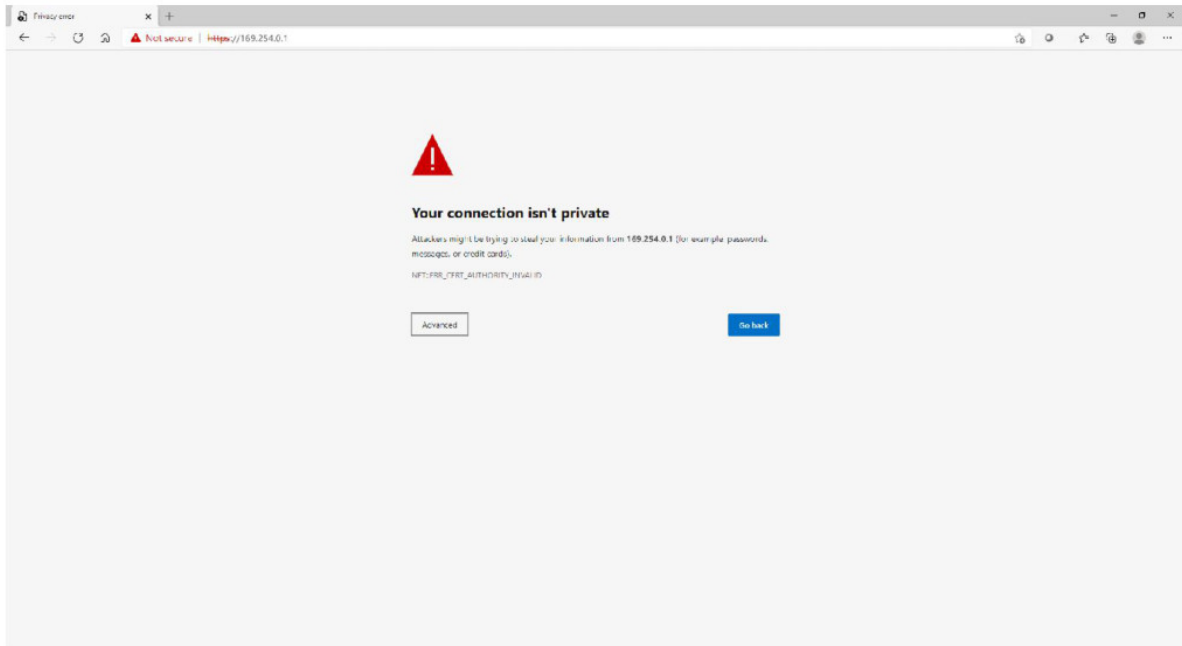 Privacy error
Not secure | https://169.254.0.1
Your connection isn't private
Attackers might be trying to steal your information from 169.254.0.1 (for example, passwords,
messages, or credit cards).
NET::ERR_CERT_AUTHORITY_INVALID
Advanced
Go back